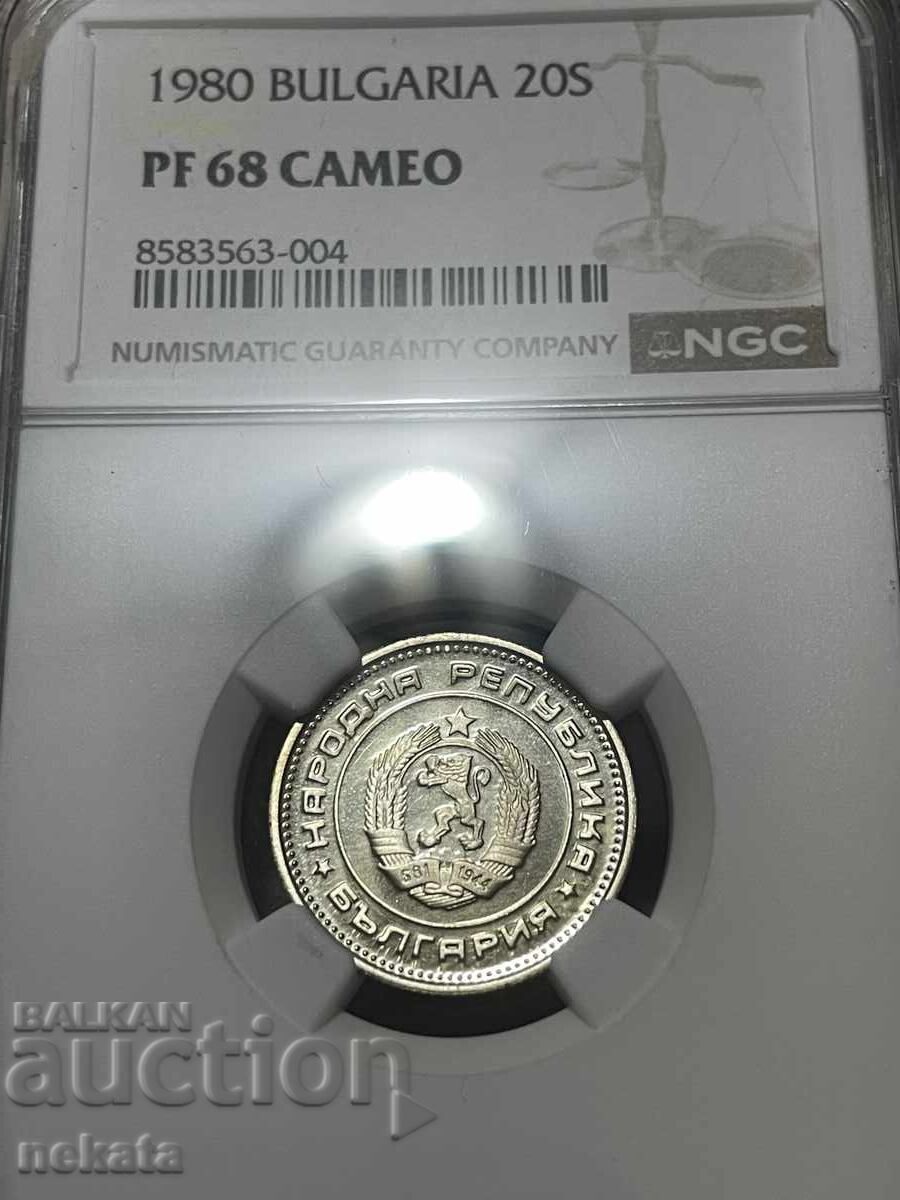 1980 BULGARIA 20S
PF 68 CAMEO
8583563-004
NUMISMATIC GUARANTY COMPANY NGC
НАРОДНА РЕПУБЛИКА
681 1944
БЪЛГАРИЯ
BALKAN
auction
nekata